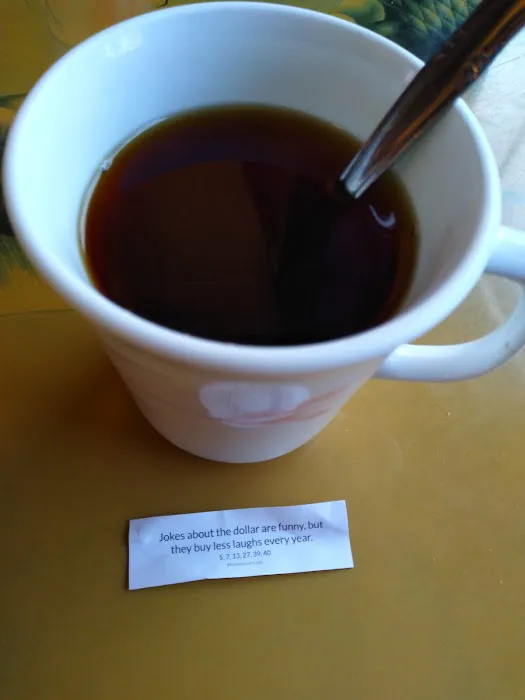 Jokes about the dollar are funny, but
they buy less laughs every year.
5, 7, 13, 27, 39, 40